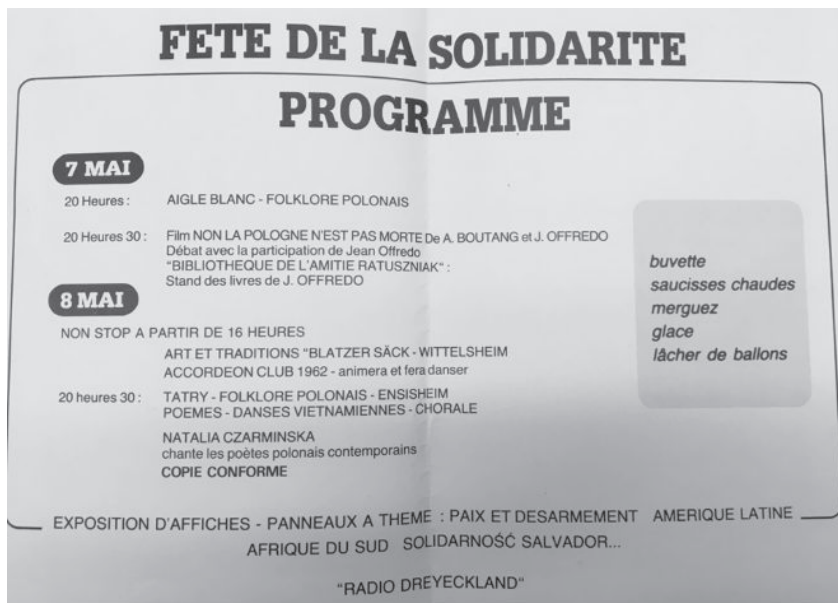 FETE DE LA SOLIDARITE
PROGRAMME
7 MAI
20 Heures : AIGLE BLANC - FOLKLORE POLONAIS
20 Heures 30 : Film NON LA POLOGNE N'EST PAS MORTE De A. BOUTANG et J. OFFREDO
Débat avec la participation de Jean Offredo
"BIBLIOTHEQUE DE L'AMITIE RATUSZNIAK" :
Stand des livres de J. OFFREDO
8 MAI
NON STOP A PARTIR DE 16 HEURES
ART ET TRADITIONS "BLATZER SÄCK - WITTELSHEIM
ACCORDEON CLUB 1962 - animera et fera danser
20 heures 30 : TATRY - FOLKLORE POLONAIS - ENSISHEIM
POEMES - DANSES VIETNAMIENNES - CHORALE
NATALIA CZARMINSKA
chante les poètes polonais contemporains
COPIE CONFORME
buvette
saucisses chaudes
merguez
glace
lâcher de ballons
EXPOSITION D'AFFICHES - PANNEAUX A THEME : PAIX ET DESARMEMENT AMERIQUE LATINE
AFRIQUE DU SUD SOLIDARNOŚĆ SALVADOR...
"RADIO DREYECKLAND"